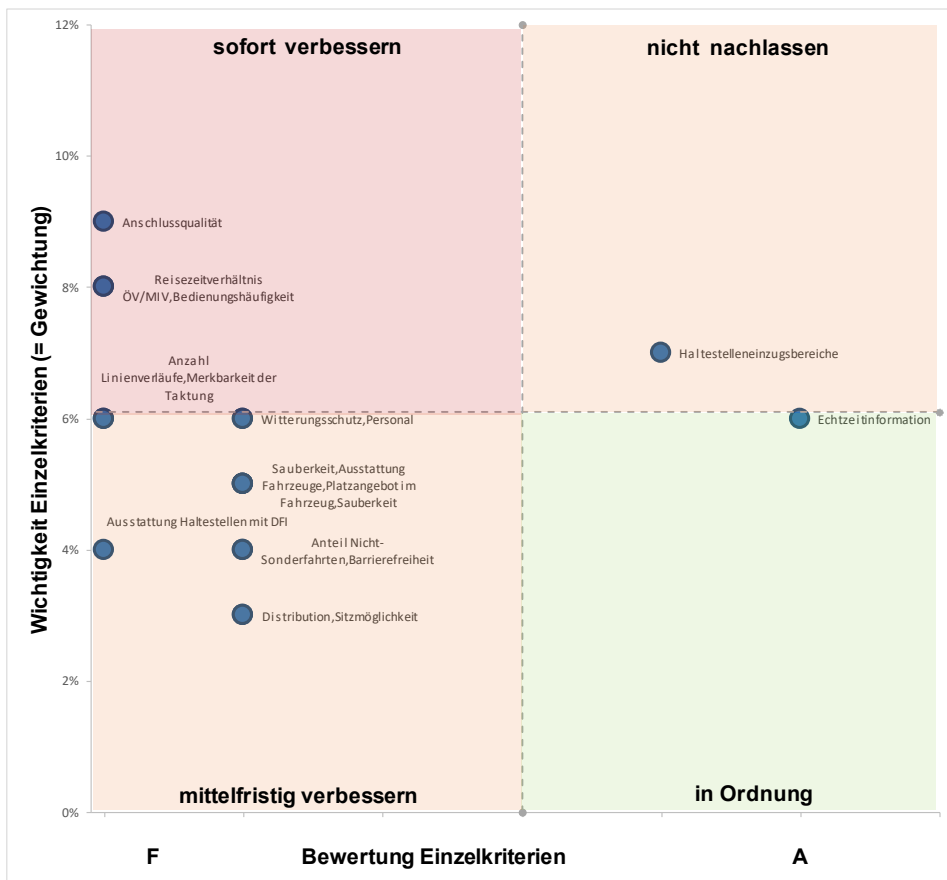 12%
sofort verbessern
nicht nachlassen
10%
Anschlussqualität
8%
Reisezeitverhältnis
ÖV/MIV,Bedienungshäufigkeit
Haltestelleneinzugsbereiche
Anzahl
Linienverläufe,Merkbarkeit der
Taktung
6%
Witterungsschutz,Personal
Echtzeitinformation
Sauberkeit,Ausstattung
Fahrzeuge,Platzangebot im
Fahrzeug,Sauberkeit
Ausstattung Haltestellen mit DFI
4%
Anteil Nicht-
Sonderfahrten,Barrierefreiheit
Distribution,Sitzmöglichkeit
2%
mittelfristig verbessern
in Ordnung
0%
Wichtigkeit Einzelkriterien (= Gewichtung)
F
Bewertung Einzelkriterien
A